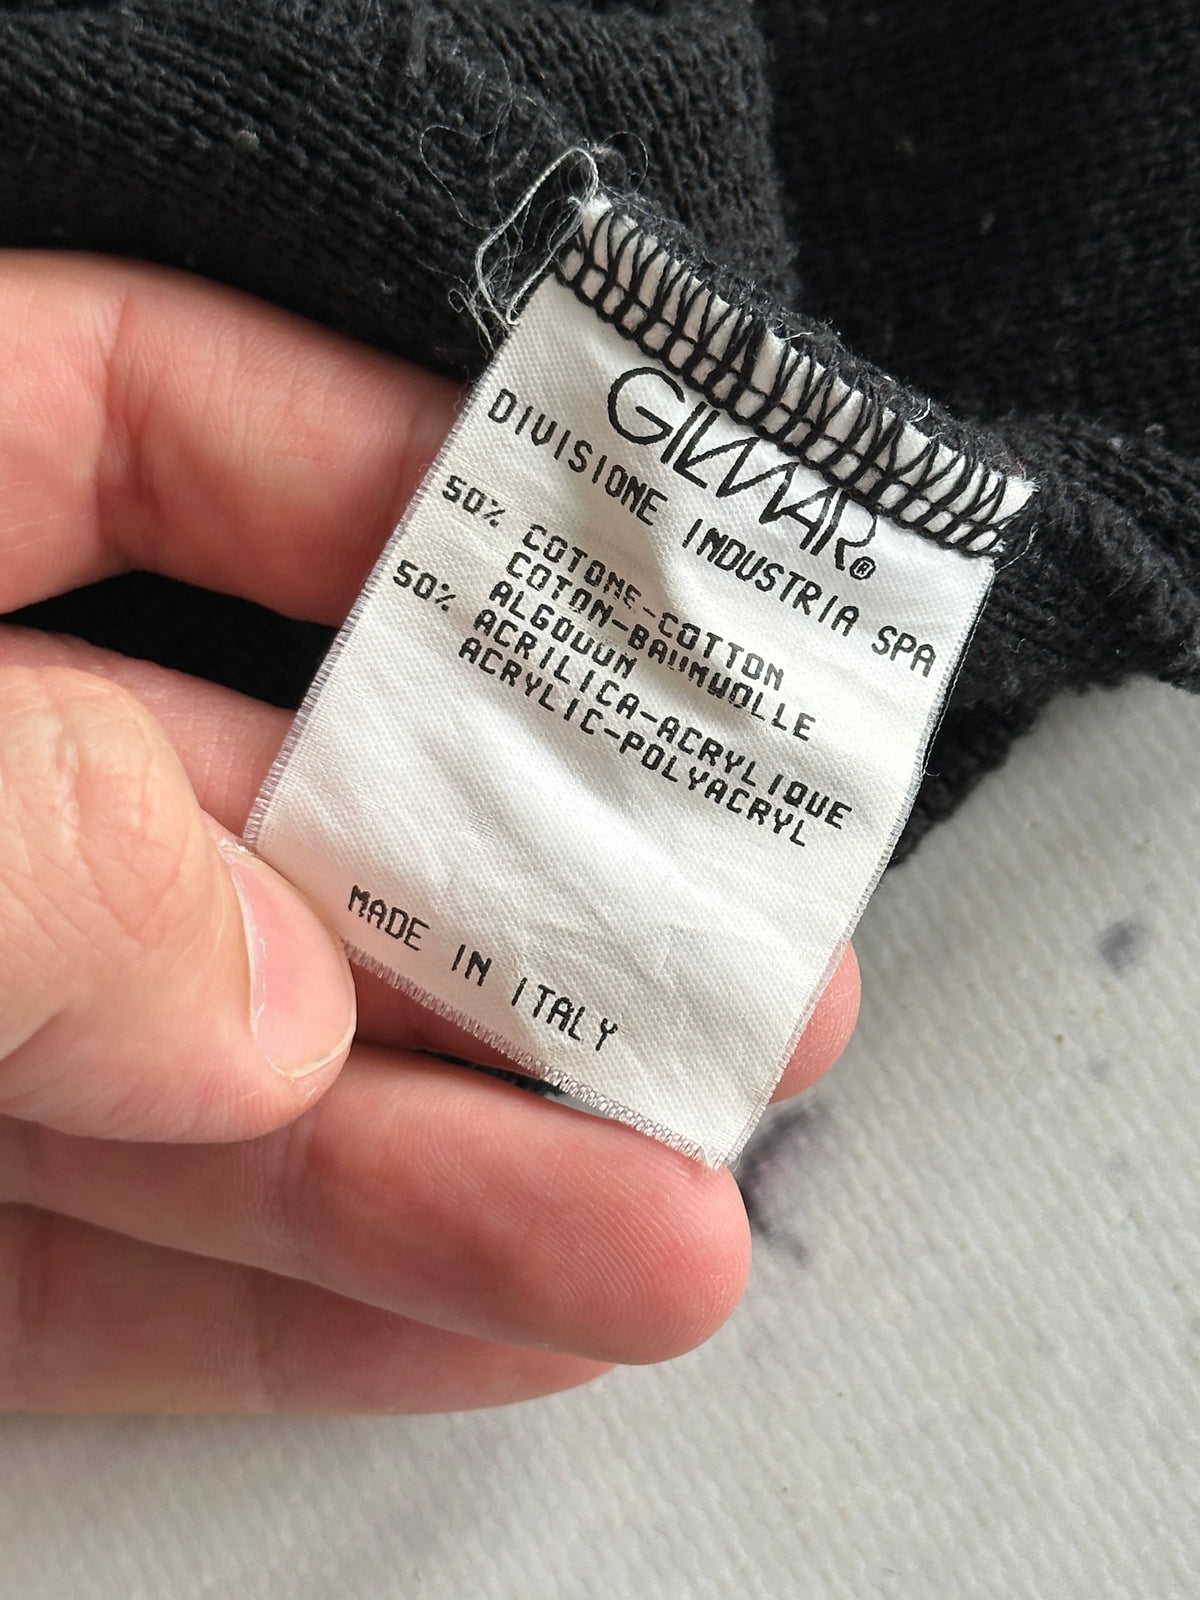 GILMAR®
DIVISIONE INDUSTRIA SPA
50% COTONE-COTTON
COTON-BAUMWOLLE
ALGODON
50% ACRILICA-ACRYLIQUE
ACRYLIC-POLYACRYL
MADE IN ITALY